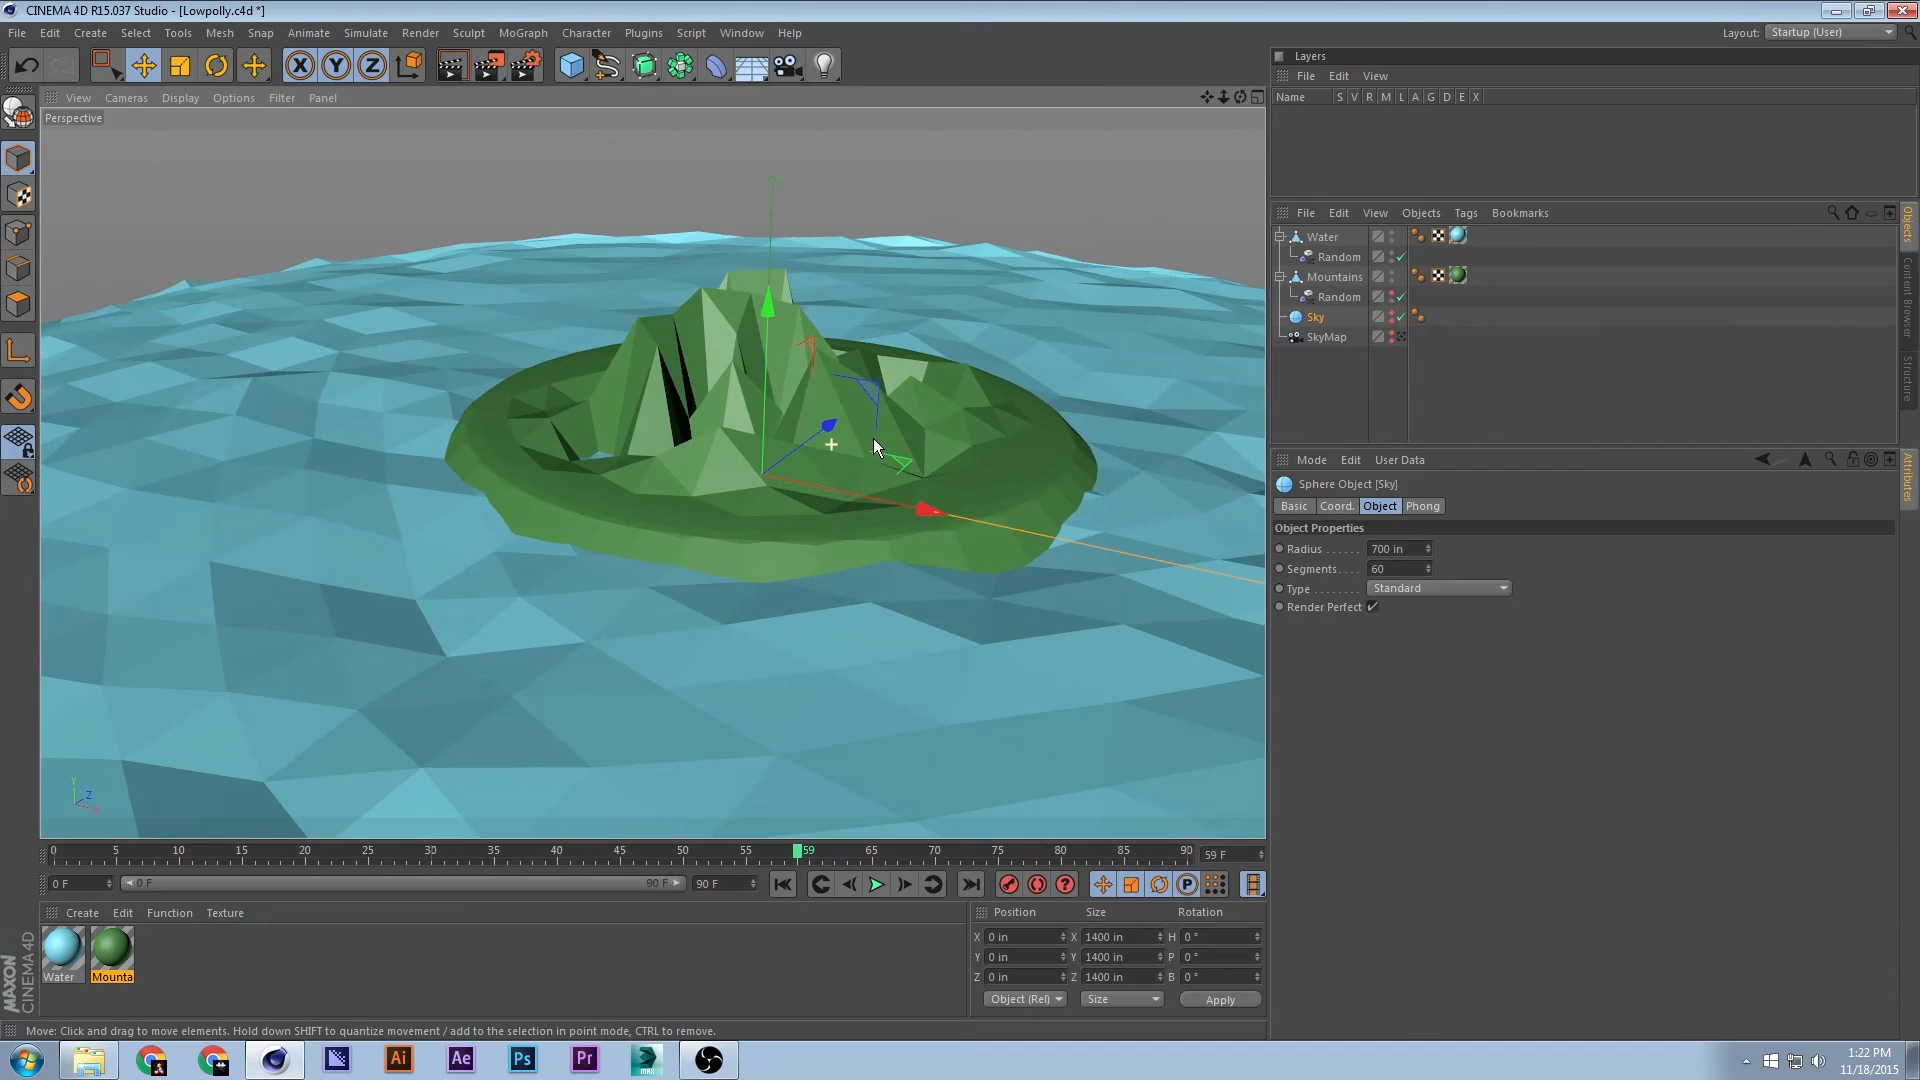 CINEMA 4D R15.037 Studio - [Lowpolly.c4d *]
File Edit Create Select Tools Mesh Snap Animate Simulate Render Sculpt MoGraph Character Plugins Script Window Help
Layout: Startup (User)
X Y Z
Layers
File Edit View
Name S V R M L A G D E X
View Cameras Display Options Filter Panel
Perspective
File Edit View Objects Tags Bookmarks
Water
Random
Mountains
Random
Sky
SkyMap
Objects
Content Browser
Structure
Attributes
Mode Edit User Data
Sphere Object [Sky]
Basic Coord. Object Phong
Object Properties
Radius . . . . . . 700 in
Segments. . . . 60
Type . . . . . . . . Standard
Render Perfect
Y Z X
0 5 10 15 20 25 30 35 40 45 50 55 59 65 70 75 80 85 90 59 F
0 F 0 F 90 F 90 F
P
Create Edit Function Texture
Position Size Rotation
X 0 in X 1400 in H 0 °
Y 0 in Y 1400 in P 0 °
Z 0 in Z 1400 in B 0 °
Object (Rel) Size Apply
Water Mounta
MAXON
CINEMA 4D
Move: Click and drag to move elements. Hold down SHIFT to quantize movement / add to the selection in point mode, CTRL to remove.
Ai Ae Ps Pr MAX
1:22 PM
11/18/2015